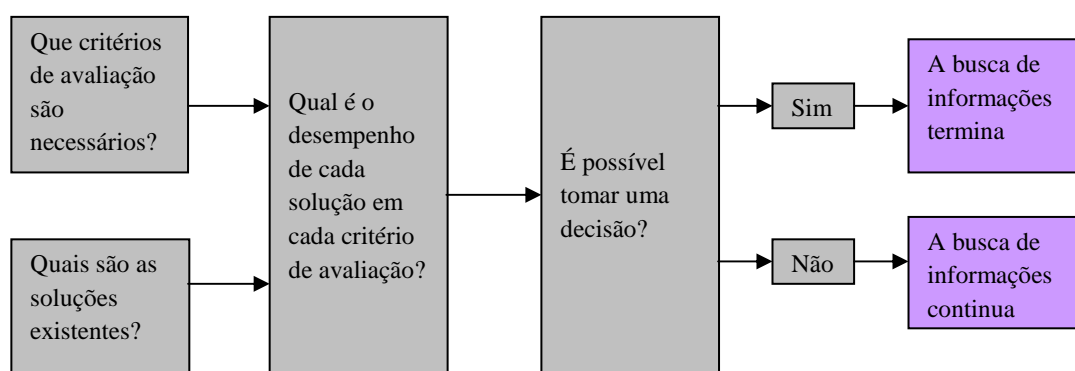 Que critérios
de avaliação
são
necessários?
Quais são as
soluções
existentes?
Qual é o
desempenho
de cada
solução em
cada critério
de avaliação?
É possível
tomar uma
decisão?
Sim
A busca de
informações
termina
Não
A busca de
informações
continua